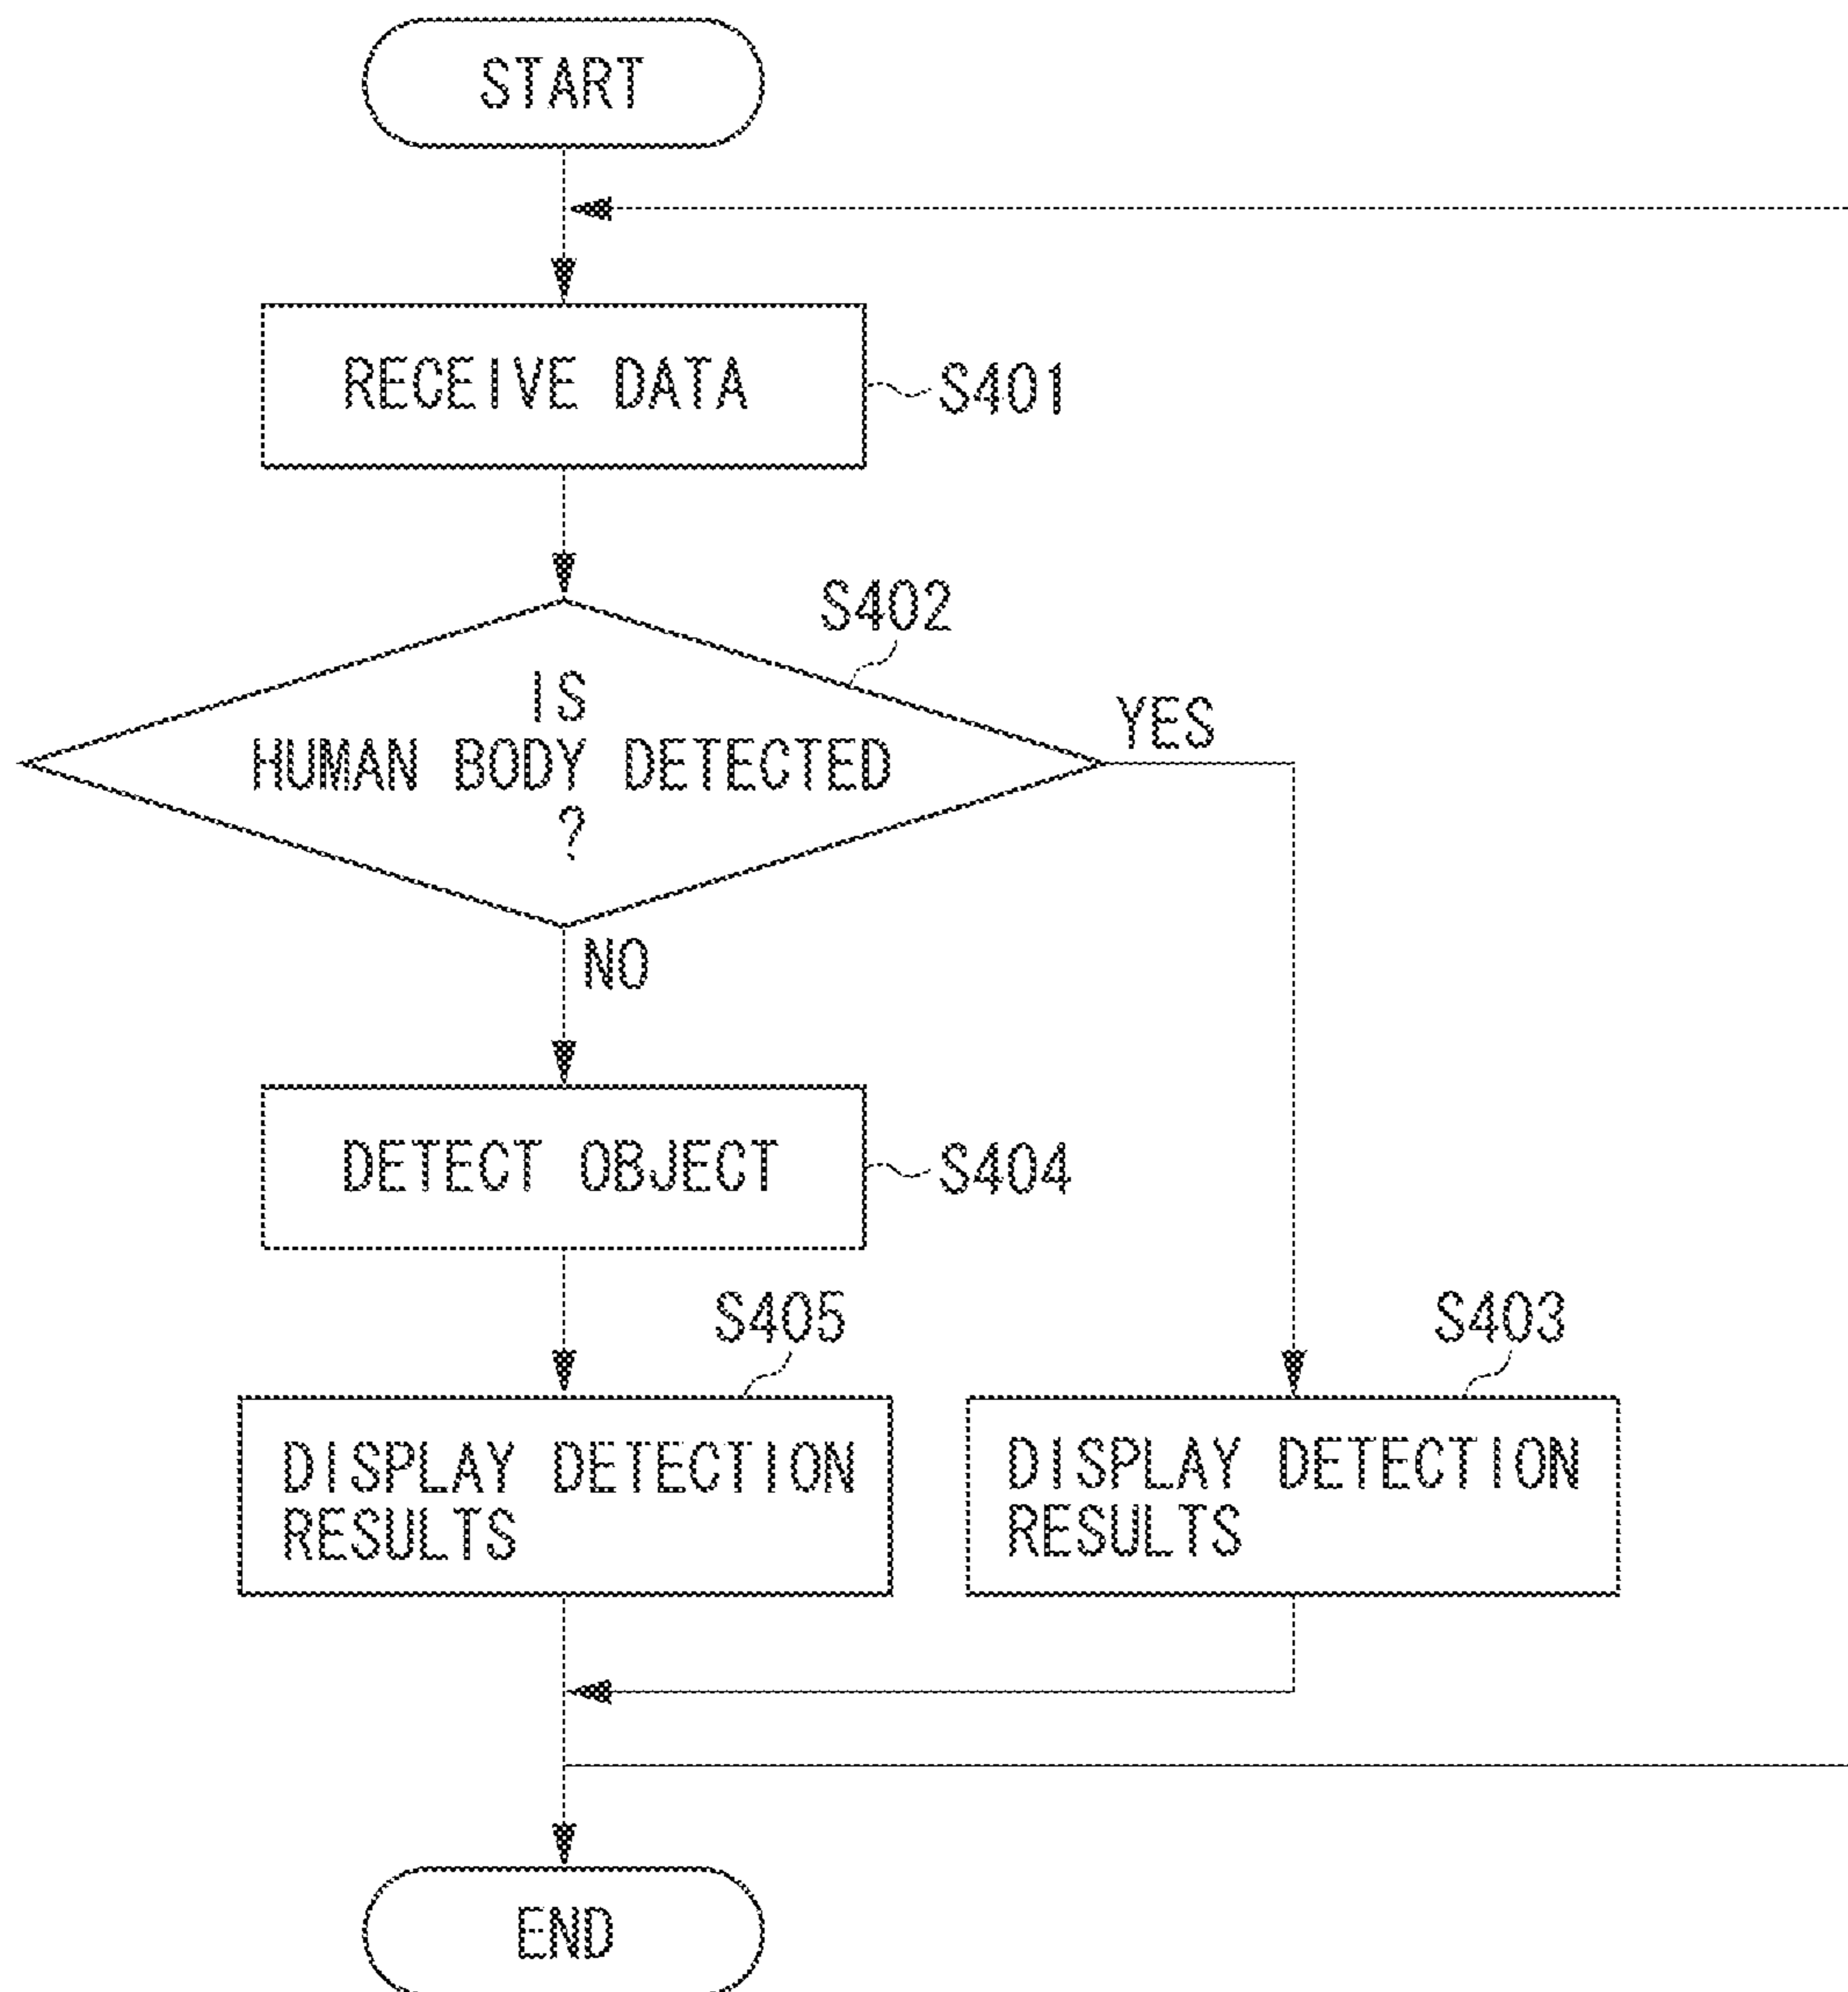 START
RECEIVE DATA
S401
S402
IS
HUMAN BODY DETECTED
?
YES
NO
DETECT OBJECT
S404
S405
DISPLAY DETECTION
RESULTS
S403
DISPLAY DETECTION
RESULTS
END